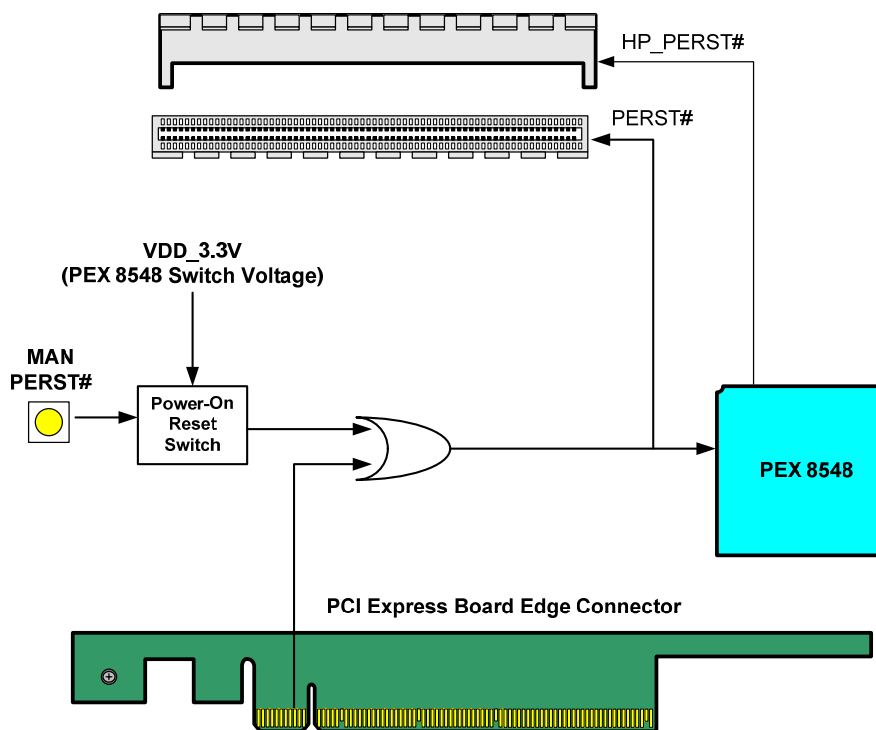 HP_PERST#
PERST#
VDD_3.3V
(PEX 8548 Switch Voltage)
MAN
PERST#
Power-On
Reset
Switch
PEX 8548
PCI Express Board Edge Connector